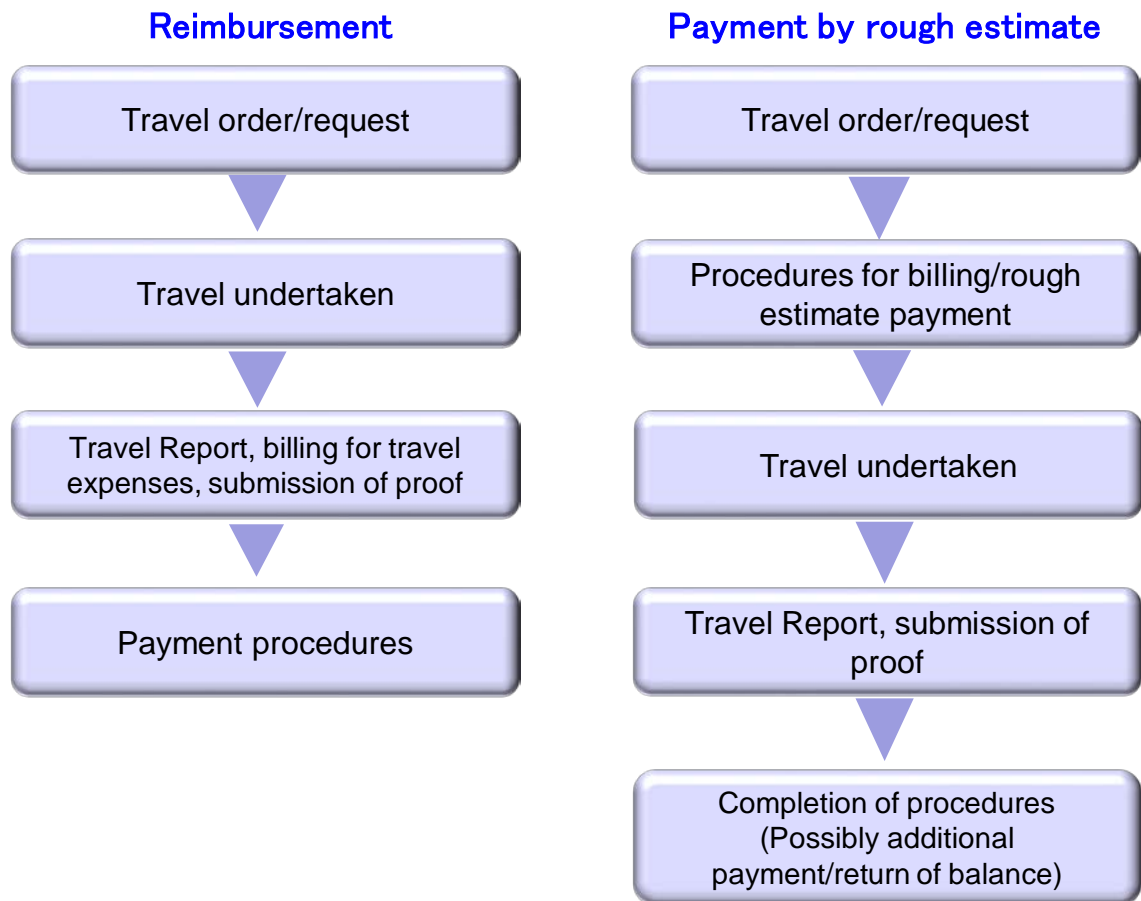 Reimbursement
Travel order/request
Travel undertaken
Travel Report, billing for travel
expenses, submission of proof
Payment procedures
Payment by rough estimate
Travel order/request
Procedures for billing/rough
estimate payment
Travel undertaken
Travel Report, submission of
proof
Completion of procedures
(Possibly additional
payment/return of balance)